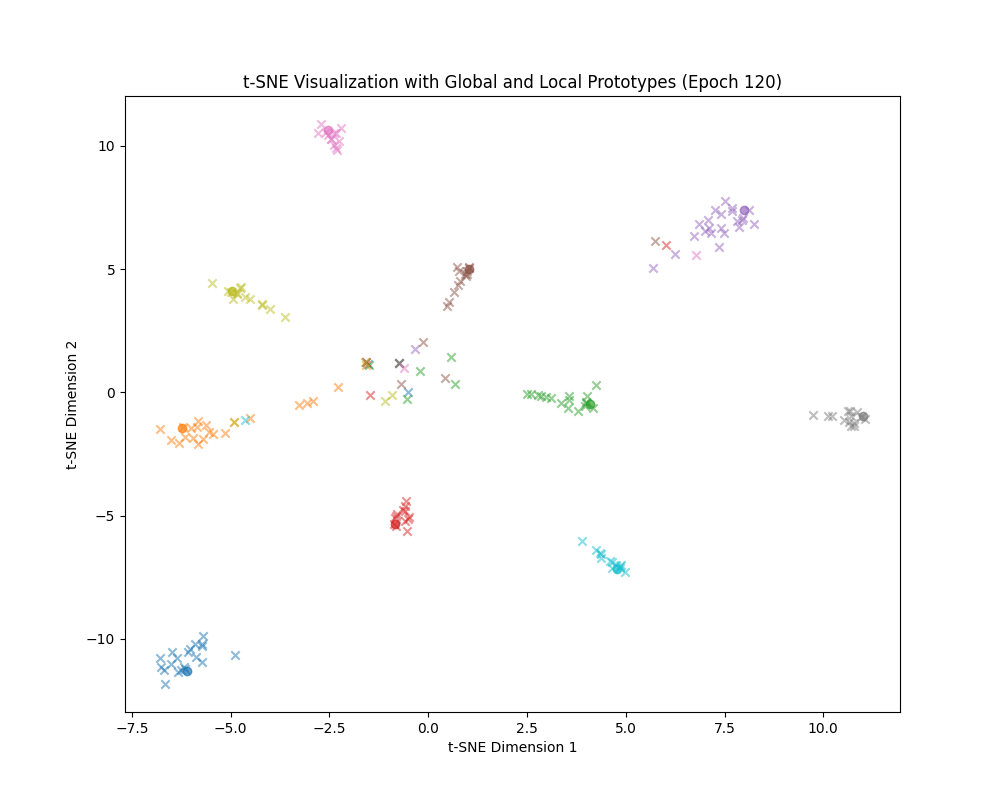 t-SNE Visualization with Global and Local Prototypes (Epoch 120)
10
5
0
−5
−10
t-SNE Dimension 2
−7.5 −5.0 −2.5 0.0 2.5 5.0 7.5 10.0
t-SNE Dimension 1